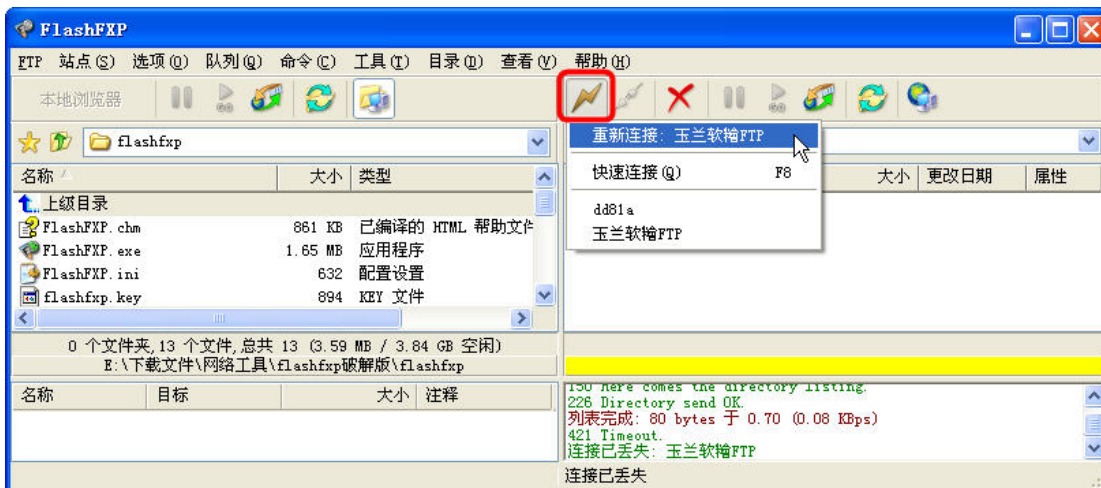 FlashFXP
FTP 站点(S) 选项(O) 队列(Q) 命令(C) 工具(T) 目录(D) 查看(V) 帮助(H)
本地浏览器
flashfxp
重新连接: 玉兰软糖FTP
快速连接(Q) F8
dd81a
玉兰软糖FTP
名称 大小 类型
大小 更改日期 属性
上级目录
FlashFXP.chm 861 KB 已编译的 HTML 帮助文件
FlashFXP.exe 1.65 MB 应用程序
FlashFXP.ini 632 配置设置
flashfxp.key 894 KEY 文件
0 个文件夹,13 个文件,总共 13 (3.59 MB / 3.84 GB 空闲)
E:\下载文件\网络工具\flashfxp破解版\flashfxp
名称 目标 大小 注释
150 Here comes the directory listing.
226 Directory send OK.
列表完成: 80 bytes 于 0.70 (0.08 KBps)
421 Timeout.
连接已丢失: 玉兰软糖FTP
连接已丢失